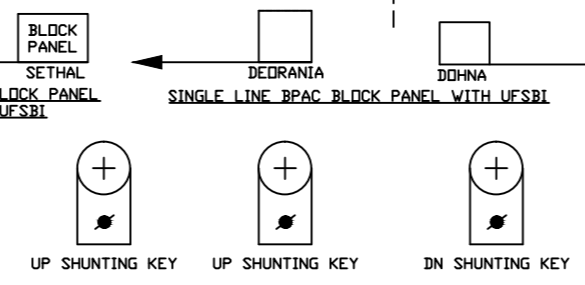 BLOCK
PANEL
SETHAL
DEORANIA
DOHNA
LOCK PANEL
UFSBI
SINGLE LINE BPAC BLOCK PANEL WITH UFSBI
UP SHUNTING KEY
UP SHUNTING KEY
DN SHUNTING KEY